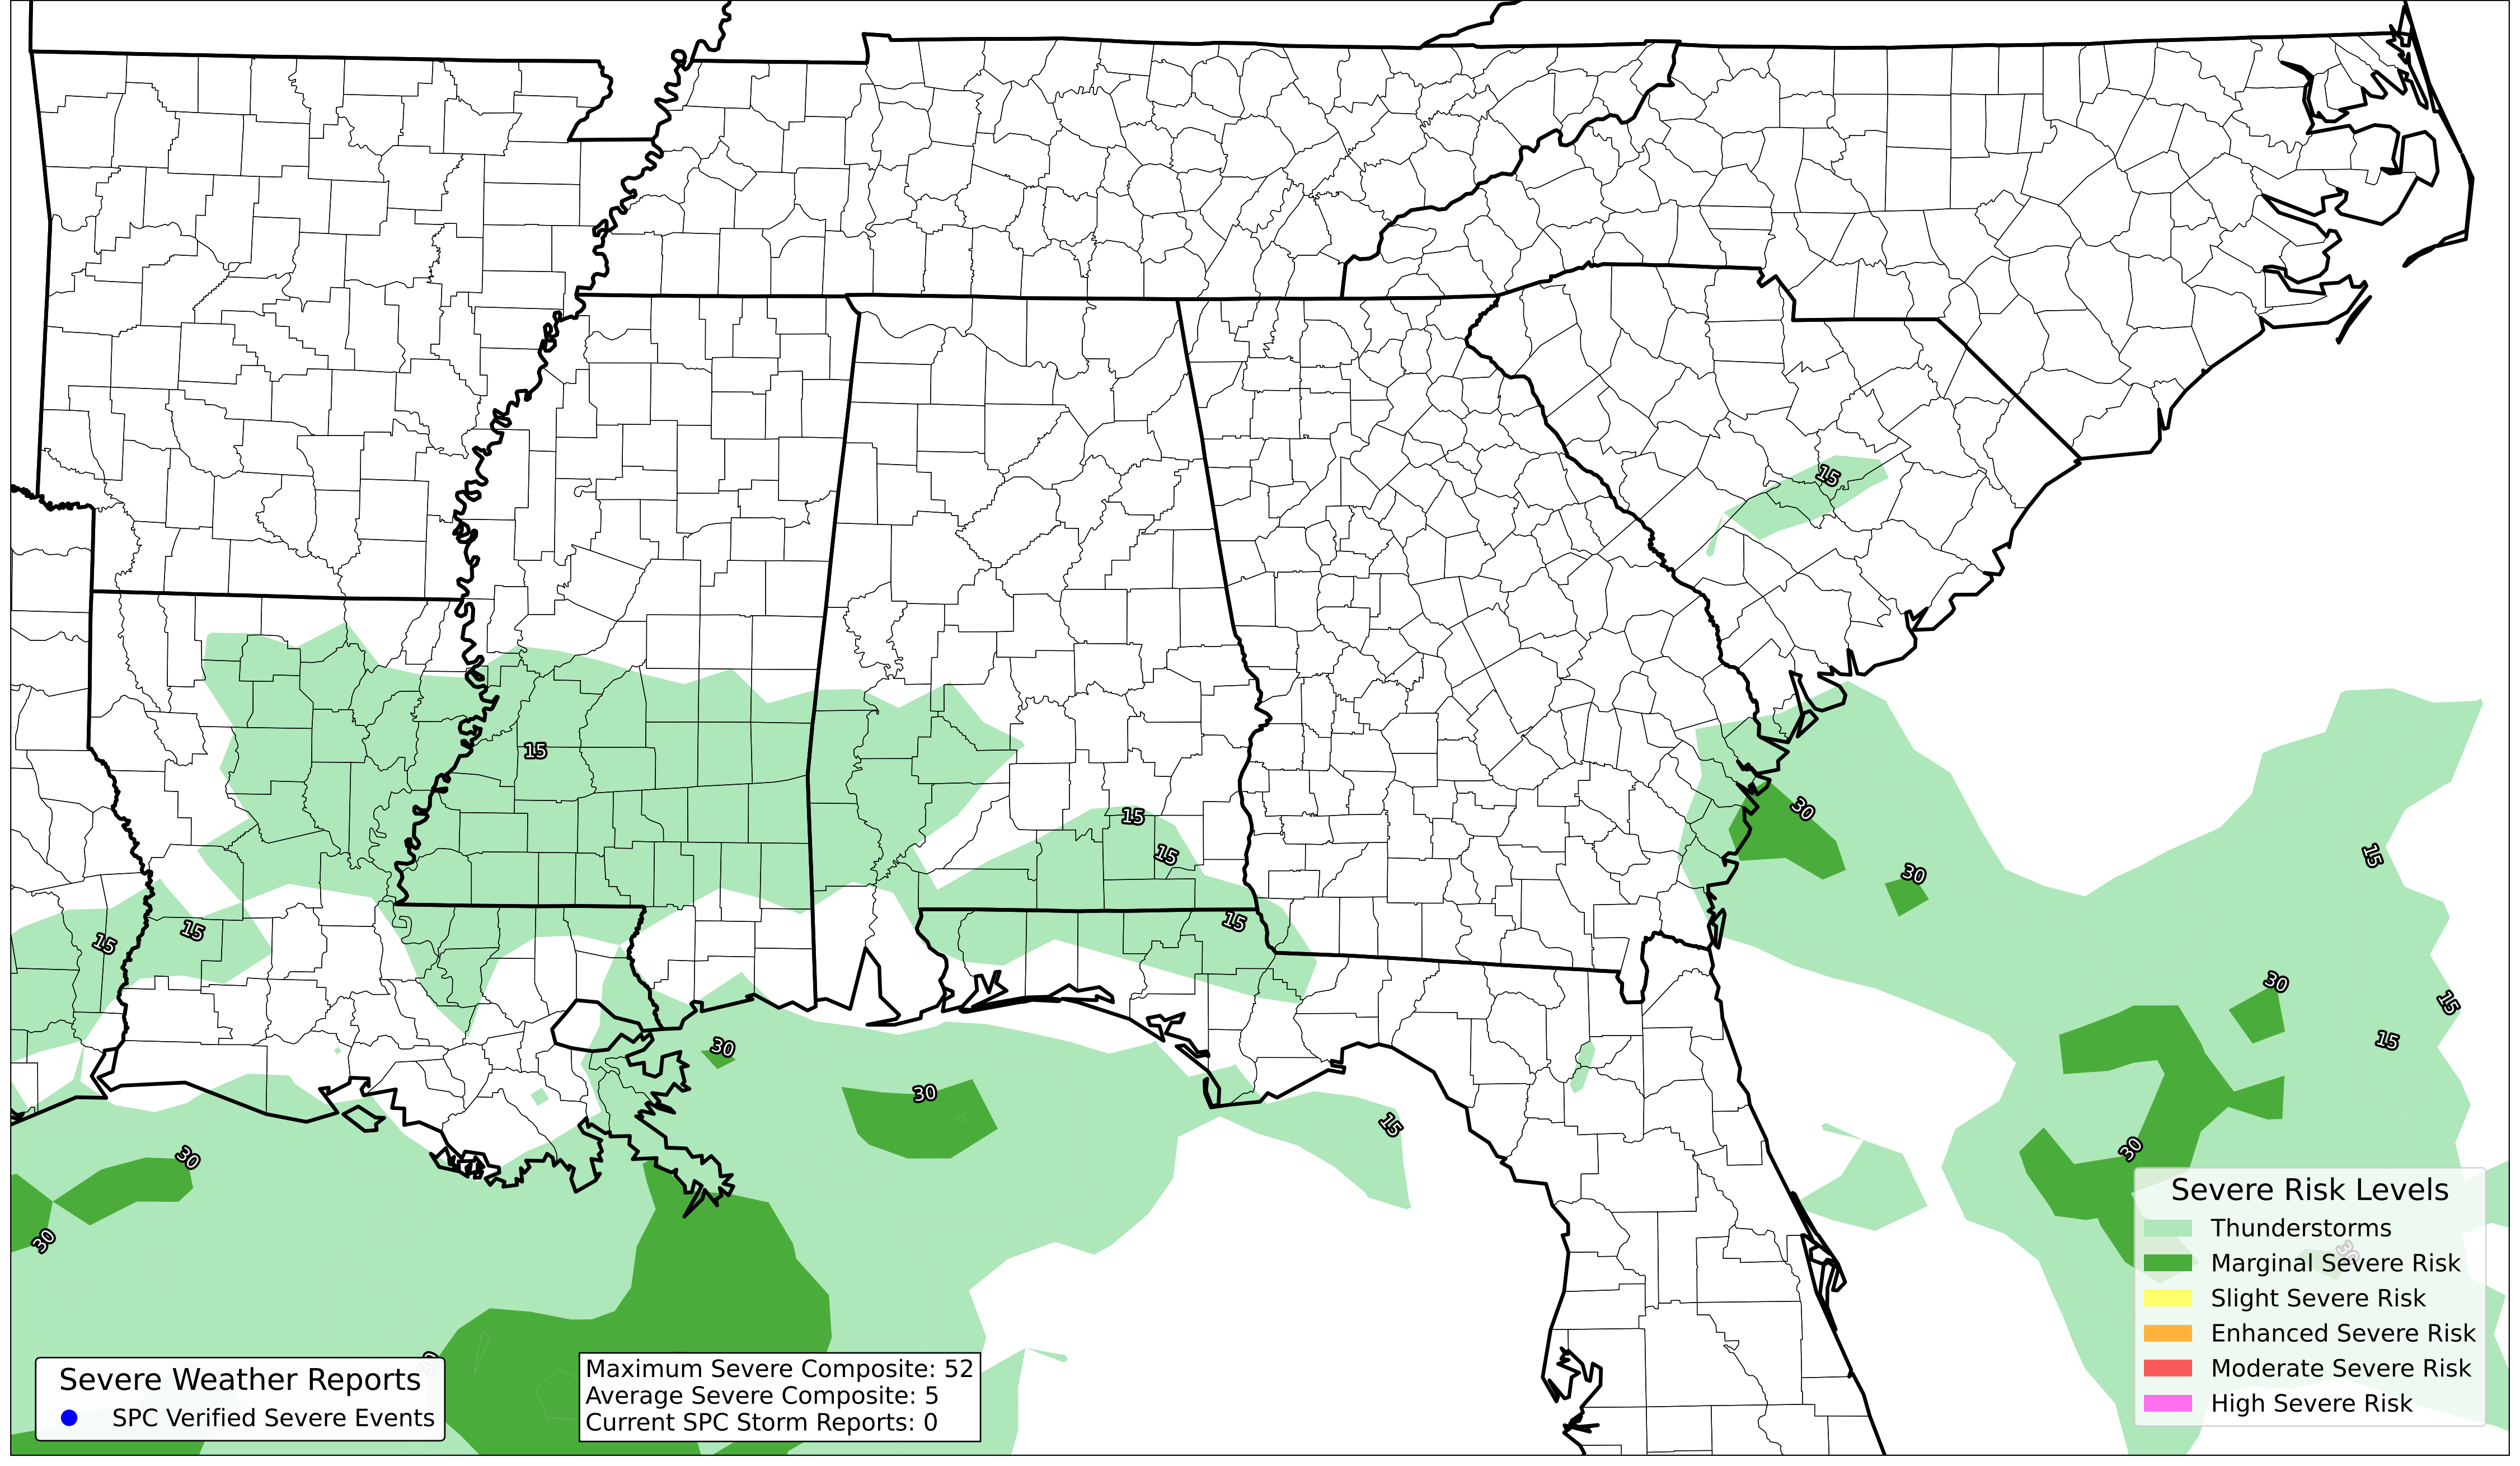 15
15
15
15
15
15
15
30
30
15
30
15
15
30
30
15
30
30
30
30
Severe Risk Levels
Thunderstorms
Marginal Severe Risk
Slight Severe Risk
Enhanced Severe Risk
Moderate Severe Risk
High Severe Risk
Severe Weather Reports
SPC Verified Severe Events
Maximum Severe Composite: 52
Average Severe Composite: 5
Current SPC Storm Reports: 0